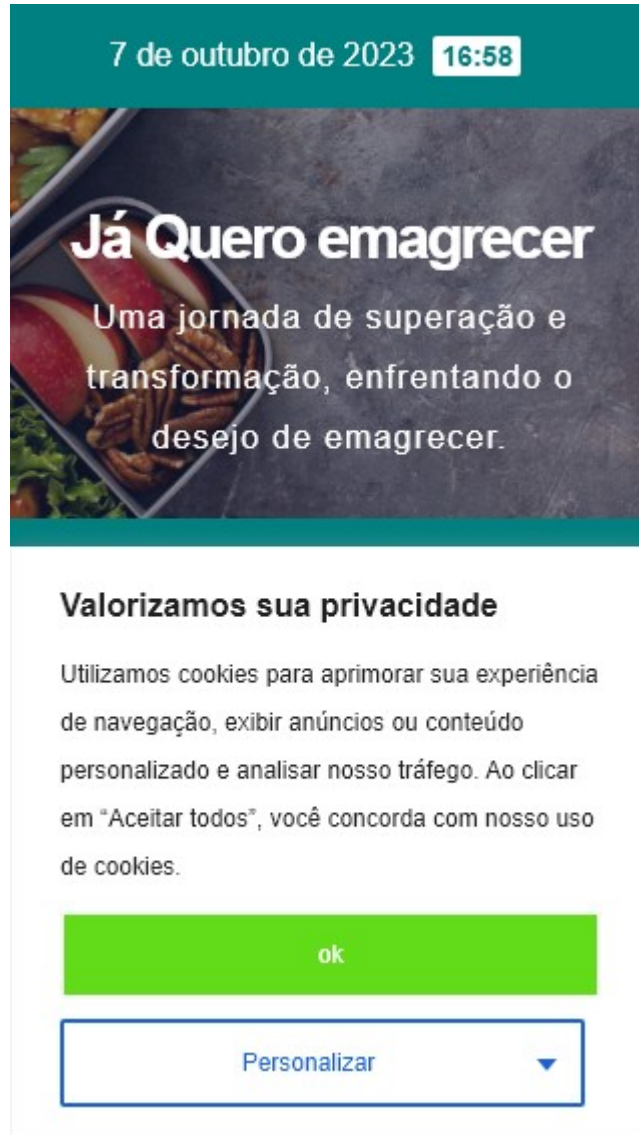 7 de outubro de 2023 16:58
Já Quero emagrecer
Uma jornada de superação e
transformação, enfrentando o
desejo de emagrecer.
Valorizamos sua privacidade
Utilizamos cookies para aprimorar sua experiência
de navegação, exibir anúncios ou conteúdo
personalizado e analisar nosso tráfego. Ao clicar
em “Aceitar todos”, você concorda com nosso uso
de cookies.
ok
Personalizar